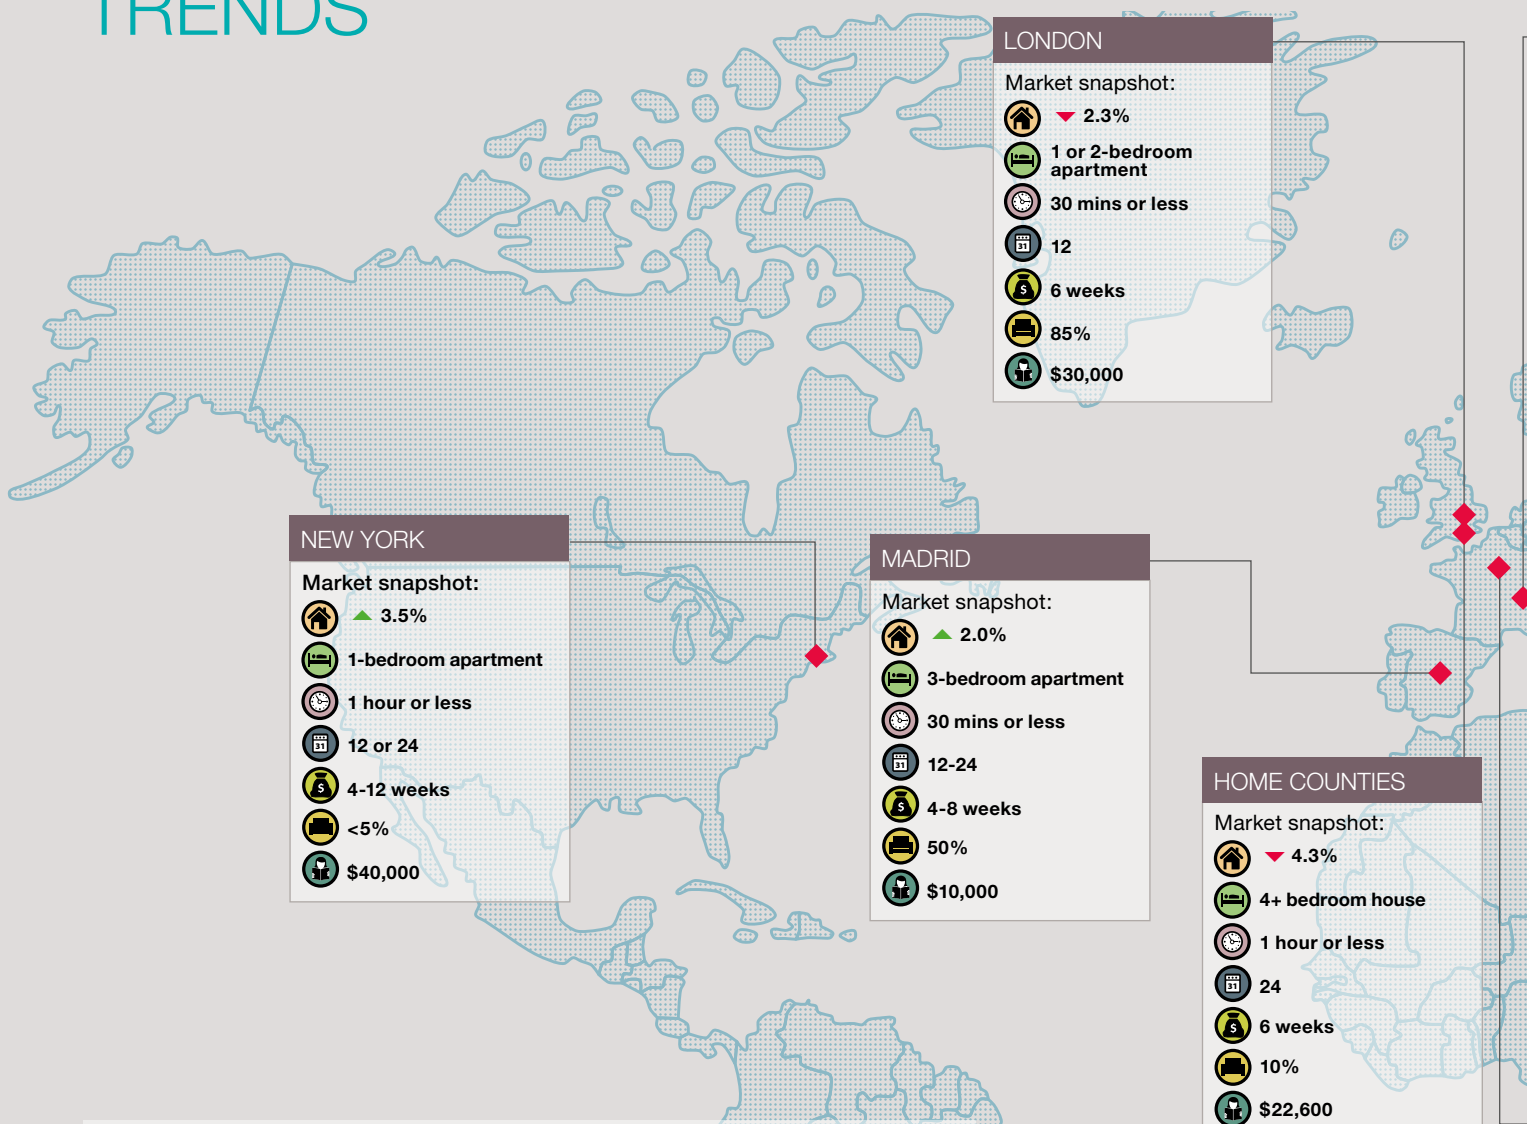 TRENDS
LONDON
Market snapshot:
2.3%
1 or 2-bedroom
apartment
30 mins or less
12
6 weeks
85%
$30,000
NEW YORK
Market snapshot:
3.5%
1-bedroom apartment
1 hour or less
12 or 24
4-12 weeks
<5%
$40,000
MADRID
Market snapshot:
2.0%
3-bedroom apartment
30 mins or less
12-24
4-8 weeks
50%
$10,000
HOME COUNTIES
Market snapshot:
4.3%
4+ bedroom house
1 hour or less
24
6 weeks
10%
$22,600